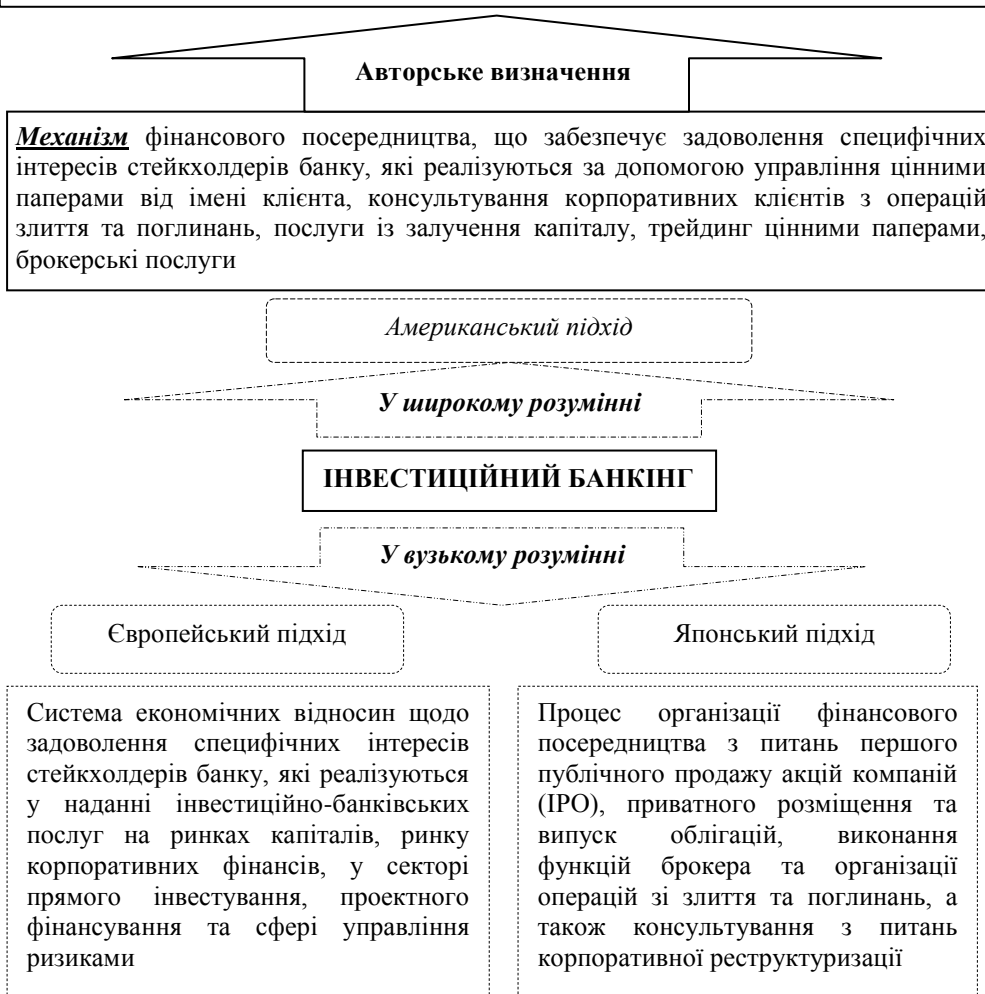 Авторське визначення
Механізм фінансового посередництва, що забезпечує задоволення специфічних
інтересів стейкхолдерів банку, які реалізуються за допомогою управління цінними
паперами від імені клієнта, консультування корпоративних клієнтів з операцій
злиття та поглинань, послуги із залучення капіталу, трейдинг цінними паперами,
брокерські послуги
Американський підхід
У широкому розумінні
ІНВЕСТИЦІЙНИЙ БАНКІНГ
У вузькому розумінні
Європейський підхід
Система економічних відносин щодо
задоволення специфічних інтересів
стейкхолдерів банку, які реалізуються
у наданні інвестиційно-банківських
послуг на ринках капіталів, ринку
корпоративних фінансів, у секторі
прямого інвестування, проектного
фінансування та сфері управління
ризиками
Японський підхід
Процес організації фінансового
посередництва з питань першого
публічного продажу акцій компаній
(IPO), приватного розміщення та
випуск облігацій, виконання
функцій брокера та організації
операцій зі злиття та поглинань, а
також консультування з питань
корпоративної реструктуризації